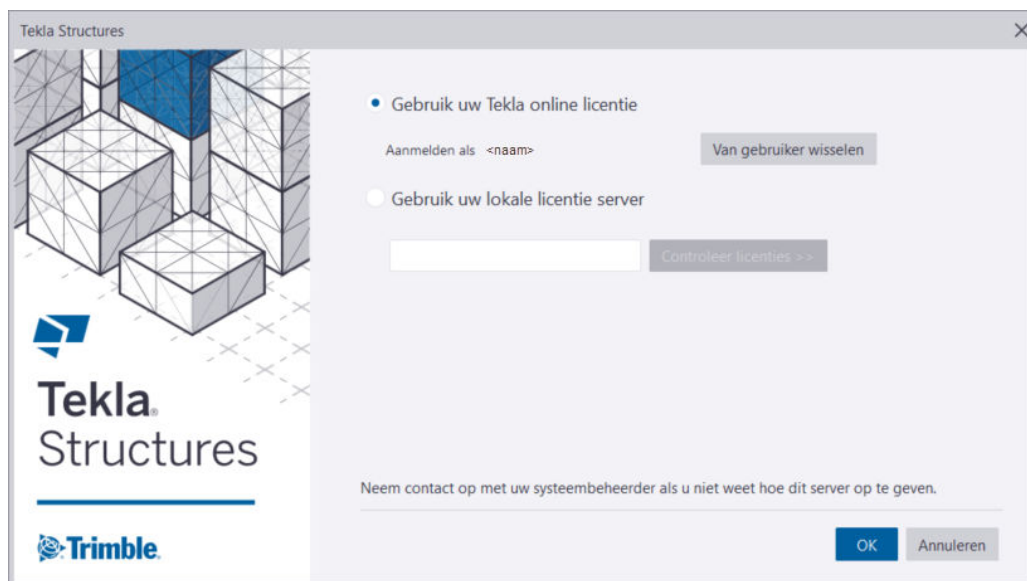 Tekla Structures
Gebruik uw Tekla online licentie
Aanmelden als <naam>
Van gebruiker wisselen
Gebruik uw lokale licentie server
Controleer licenties >>
Tekla®
Structures
Trimble.
Neem contact op met uw systeembeheerder als u niet weet hoe dit server op te geven.
OK
Annuleren